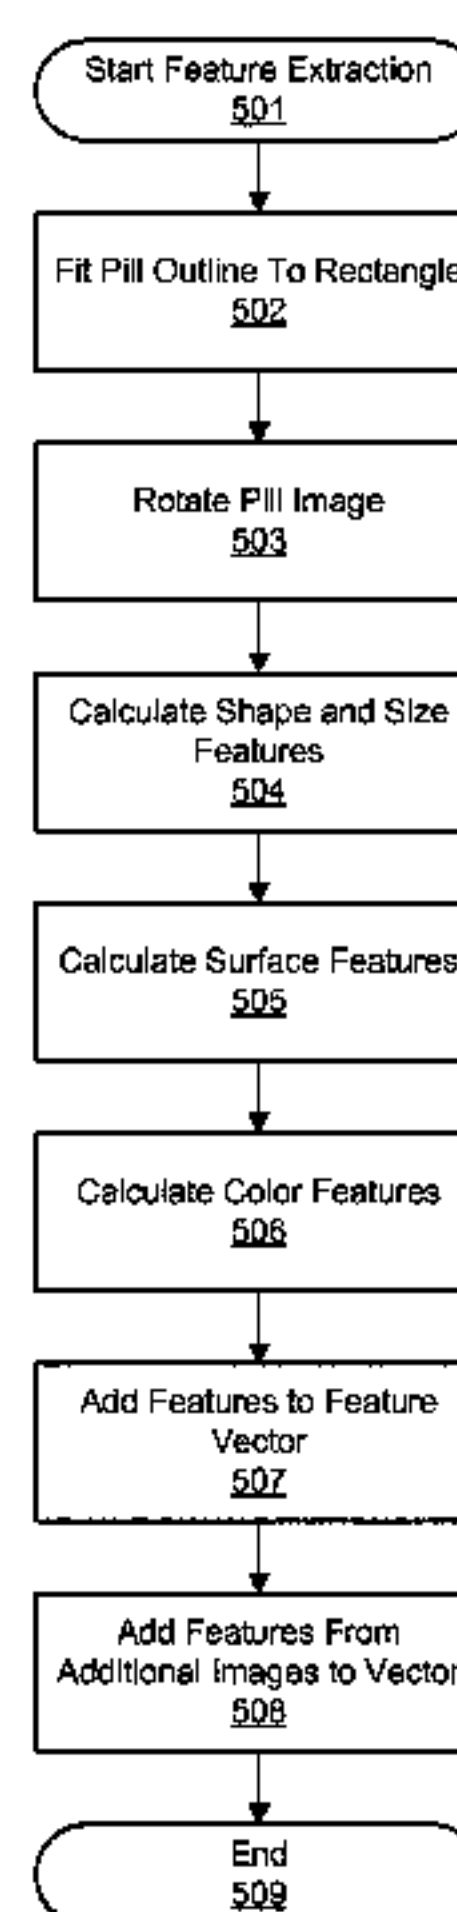 Start Feature Extraction
501
Fit Pill Outline To Rectangle
502
Rotate Pill Image
503
Calculate Shape and Size
Features
504
Calculate Surface Features
505
Calculate Color Features
506
Add Features to Feature
Vector
507
Add Features From
Additional Images to Vector
508
End
509